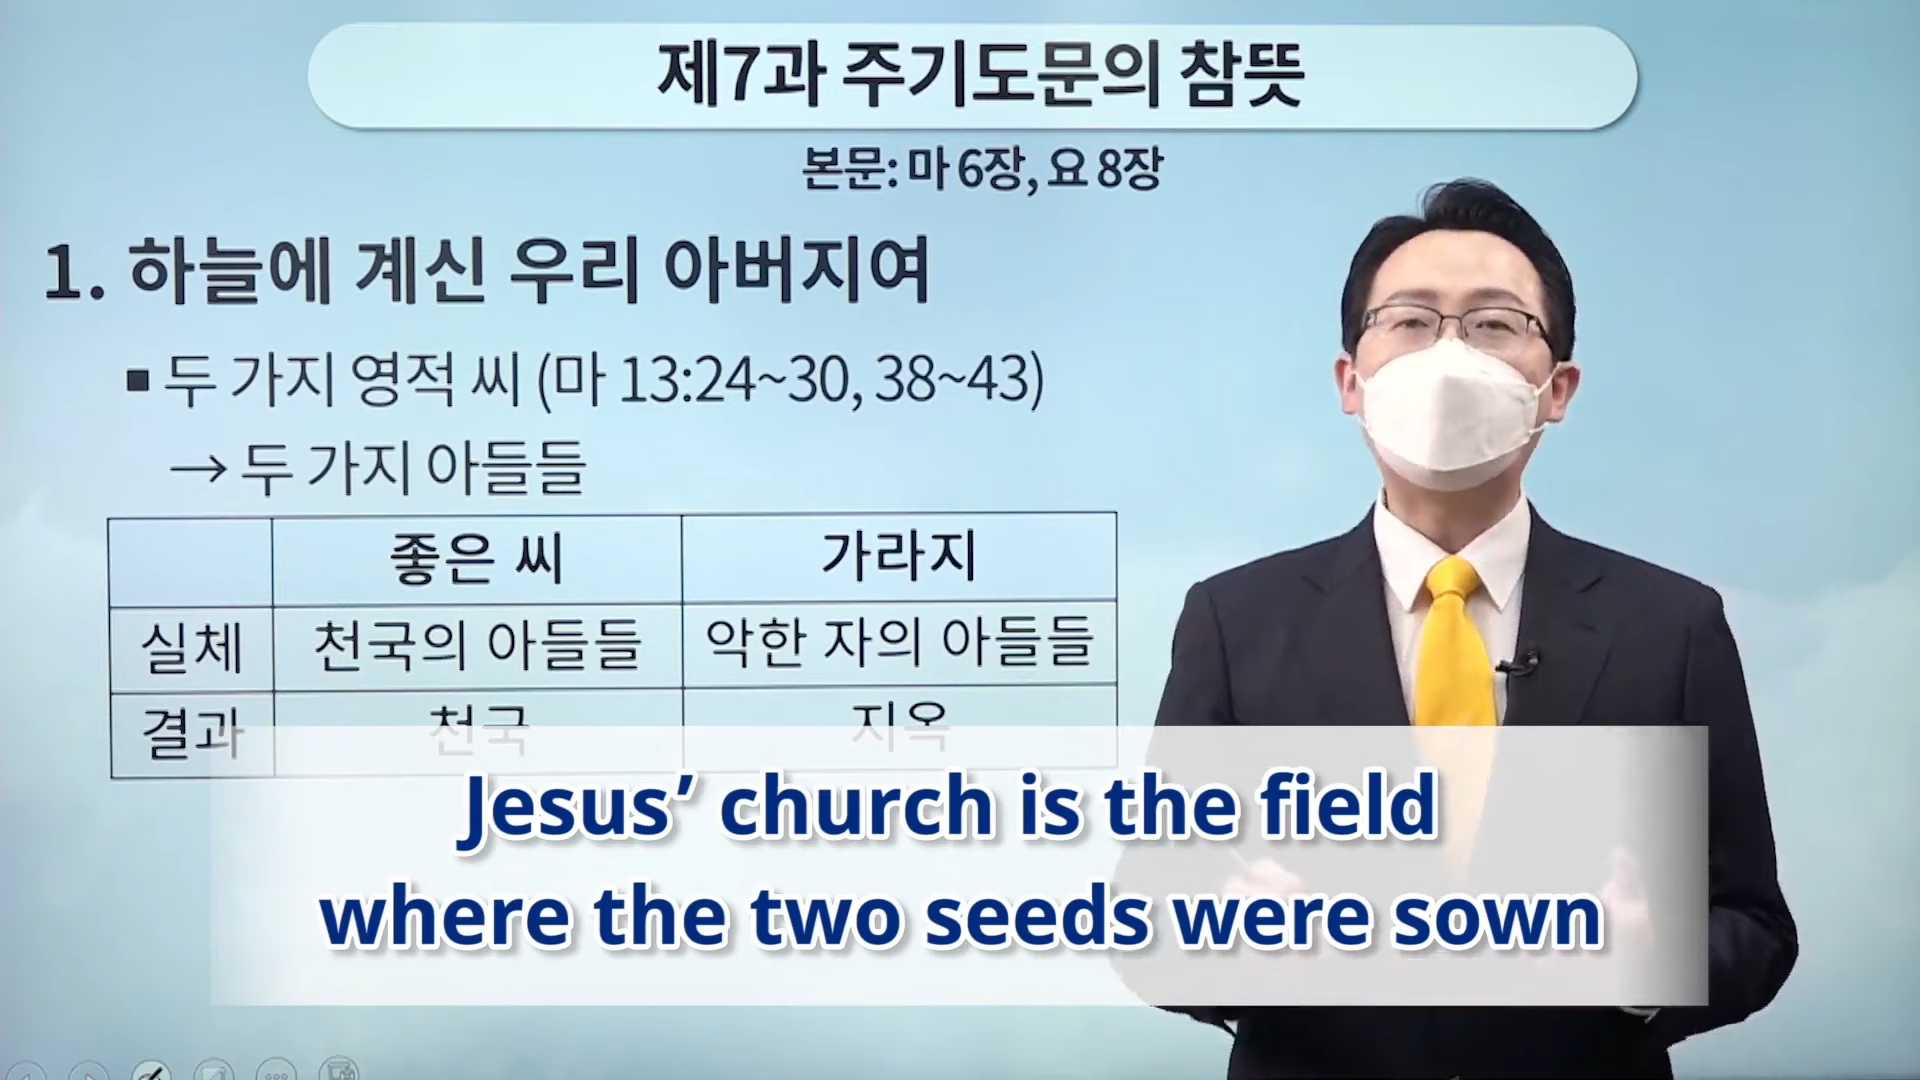 제7과 주기도문의 참뜻
본문: 마 6장, 요 8장
1. 하늘에 계신 우리 아버지여
▪ 두 가지 영적 씨 (마 13:24~30, 38~43)
→ 두 가지 아들들
좋은 씨 가라지
실체 천국의 아들들 악한 자의 아들들
결과 천국 지옥
Jesus’ church is the field
where the two seeds were sown